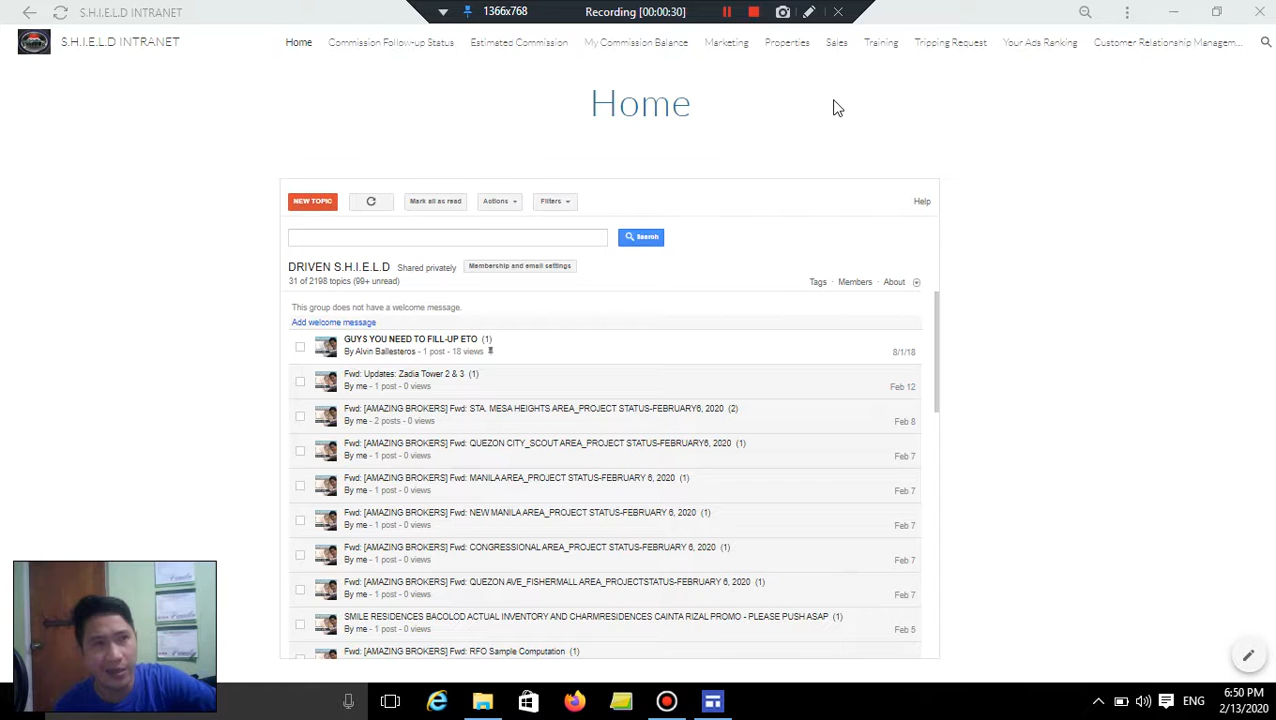 S.H.I.E.L.D INTRANET
1366x768
Recording [00:00:30]
S.H.I.E.L.D INTRANET
Home
Commission Follow-up Status
Estimated Commission
My Commission Balance
Marketing
Properties
Sales
Training
Tripping Request
Your Ads Ranking
Customer Relationship Managem...
Home
NEW TOPIC
Mark all as read
Actions
Filters
Help
Search
DRIVEN S.H.I.E.L.D Shared privately
Membership and email settings
31 of 2198 topics (99+ unread)
Tags · Members · About
This group does not have a welcome message.
Add welcome message
GUYS YOU NEED TO FILL-UP ETO (1)
By Alvin Ballesteros - 1 post - 18 views
8/1/18
Fwd: Updates: Zadia Tower 2 & 3 (1)
By me - 1 post - 0 views
Feb 12
Fwd: [AMAZING BROKERS] Fwd: STA. MESA HEIGHTS AREA_PROJECT STATUS-FEBRUARY6, 2020 (2)
By me - 2 posts - 0 views
Feb 8
Fwd: [AMAZING BROKERS] Fwd: QUEZON CITY_SCOUT AREA_PROJECT STATUS-FEBRUARY6, 2020 (1)
By me - 1 post - 0 views
Feb 7
Fwd: [AMAZING BROKERS] Fwd: MANILA AREA_PROJECT STATUS-FEBRUARY 6, 2020 (1)
By me - 1 post - 0 views
Feb 7
Fwd: [AMAZING BROKERS] Fwd: NEW MANILA AREA_PROJECT STATUS-FEBRUARY 6, 2020 (1)
By me - 1 post - 0 views
Feb 7
Fwd: [AMAZING BROKERS] Fwd: CONGRESSIONAL AREA_PROJECT STATUS-FEBRUARY 6, 2020 (1)
By me - 1 post - 0 views
Feb 7
Fwd: [AMAZING BROKERS] Fwd: QUEZON AVE_FISHERMALL AREA_PROJECTSTATUS-FEBRUARY 6, 2020 (1)
By me - 1 post - 0 views
Feb 7
SMILE RESIDENCES BACOLOD ACTUAL INVENTORY AND CHARMRESIDENCES CAINTA RIZAL PROMO - PLEASE PUSH ASAP (1)
By me - 1 post - 0 views
Feb 5
Fwd: [AMAZING BROKERS] Fwd: RFO Sample Computation (1)
ENG
6:50 PM
2/13/2020